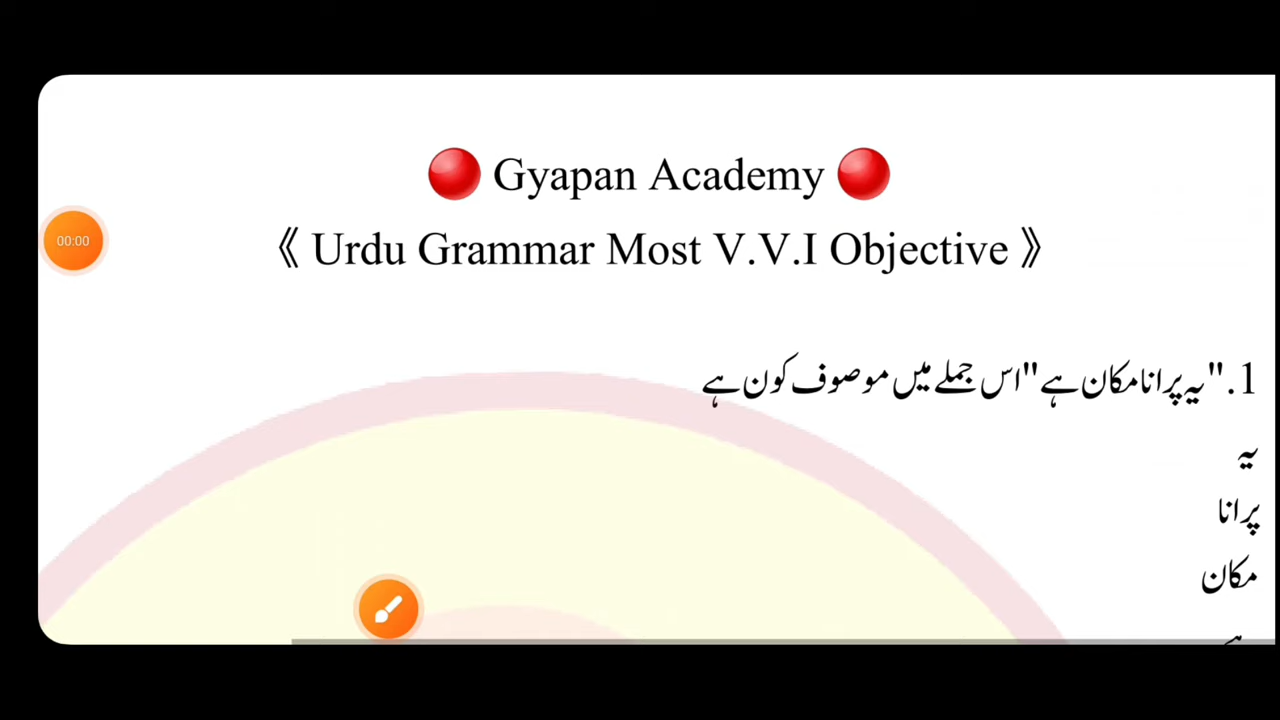 🔴 Gyapan Academy 🔴
《 Urdu Grammar Most V.V.I Objective 》
00:00
1."یہ پرانا مکان ہے" اس جملے میں موصوف کون ہے
یہ
پرانا
مکان